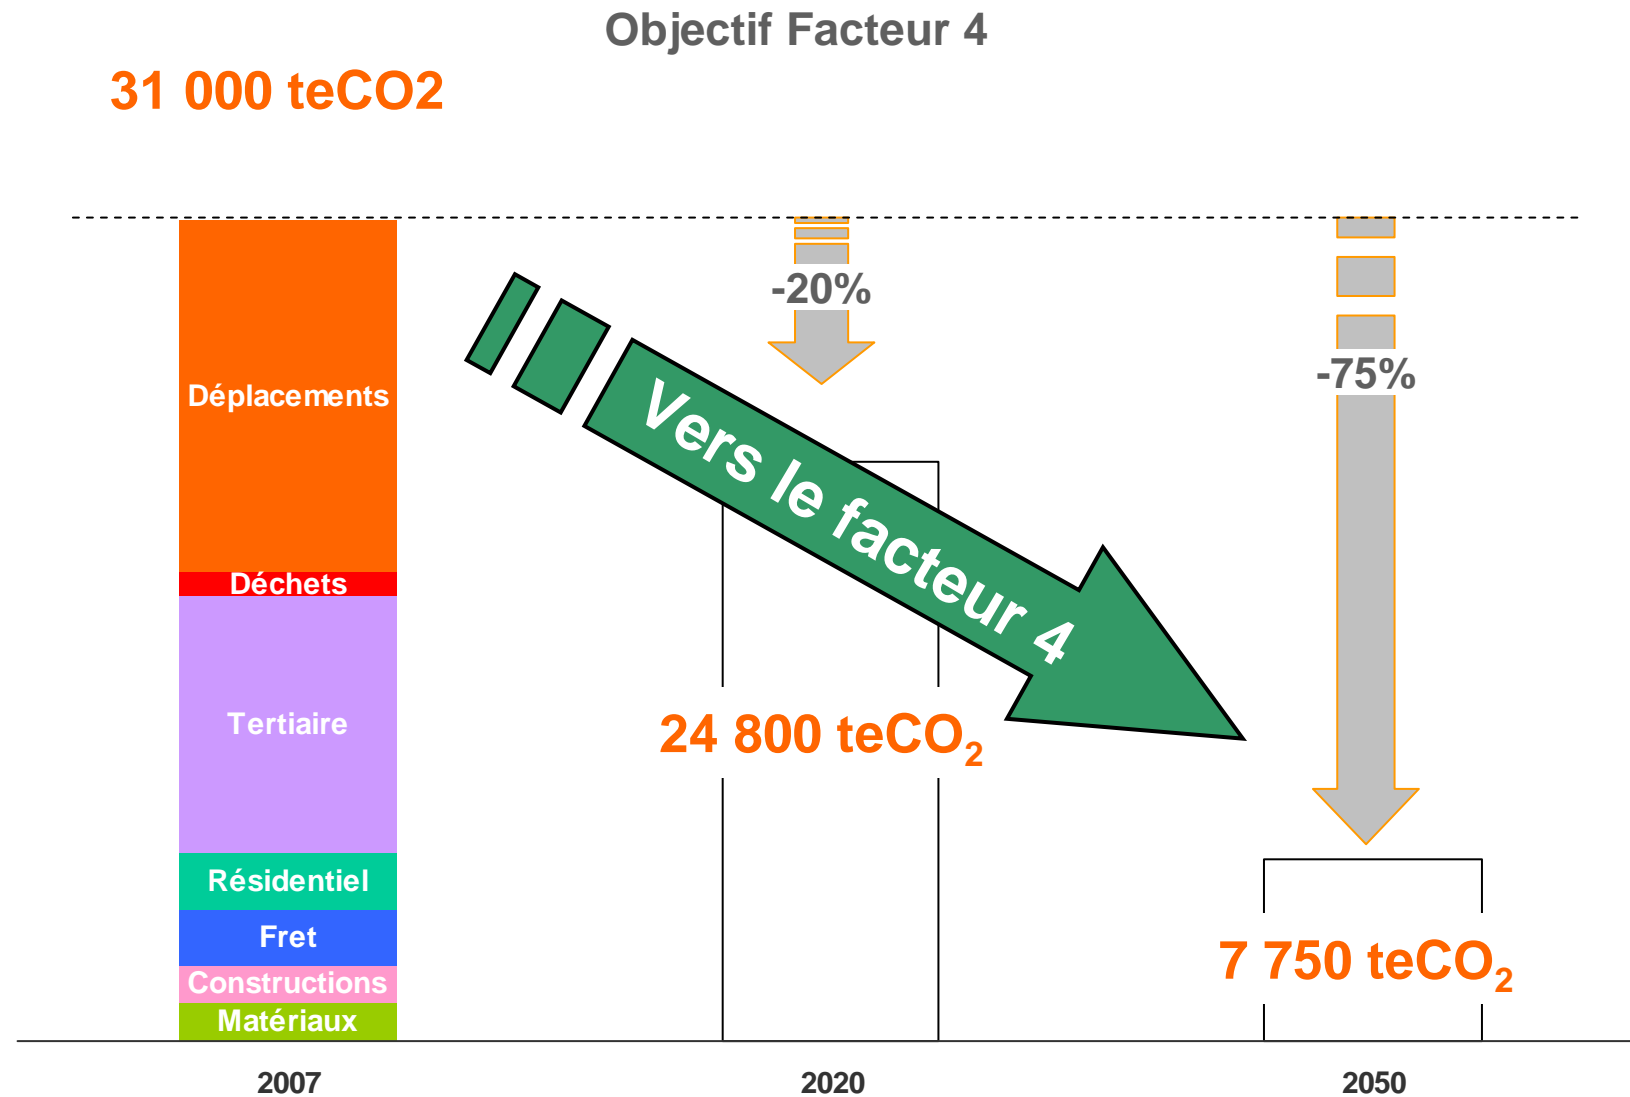 Objectif Facteur 4
31 000 teCO2
-20%
-75%
Vers le facteur 4
Déplacements
Déchets
Tertiaire
Résidentiel
Fret
Constructions
Matériaux
24 800 teCO₂
7 750 teCO₂
2007
2020
2050